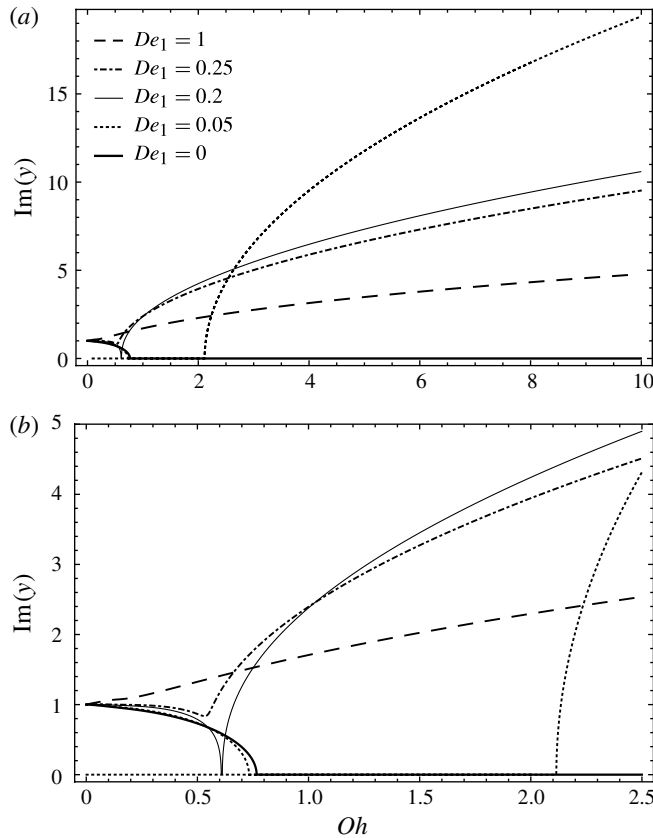 (a)
De₁ = 1
De₁ = 0.25
De₁ = 0.2
De₁ = 0.05
De₁ = 0
Im(y)
15
10
5
0
0 2 4 6 8 10
(b)
5
4
3
2
1
0
Im(y)
0 0.5 1.0 1.5 2.0 2.5
Oh